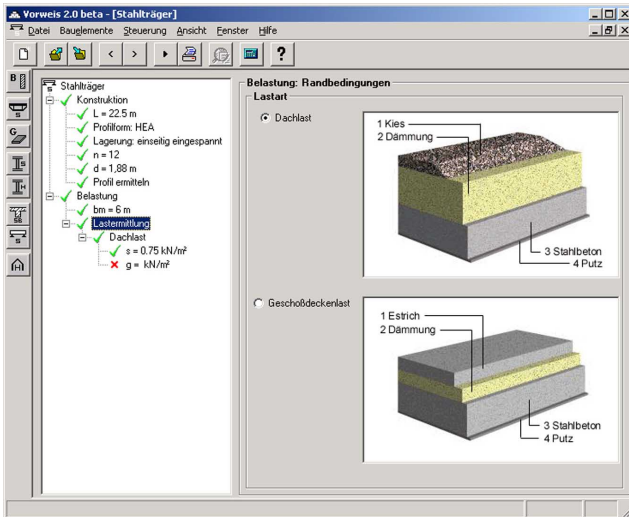 Vorweis 2.0 beta - [Stahlträger]
Datei Bauelemente Steuerung Ansicht Fenster Hilfe
Stahlträger
Konstruktion
L = 22.5 m
Profilform: HEA
Lagerung: einseitig eingespannt
n = 12
d = 1,88 m
Profil ermitteln
Belastung
bm = 6 m
Lastermittlung
Dachlast
s = 0.75 kN/m²
g = kN/m²
Belastung: Randbedingungen
Lastart
Dachlast
1 Kies
2 Dämmung
3 Stahlbeton
4 Putz
Geschoßdeckenlast
1 Estrich
2 Dämmung
3 Stahlbeton
4 Putz